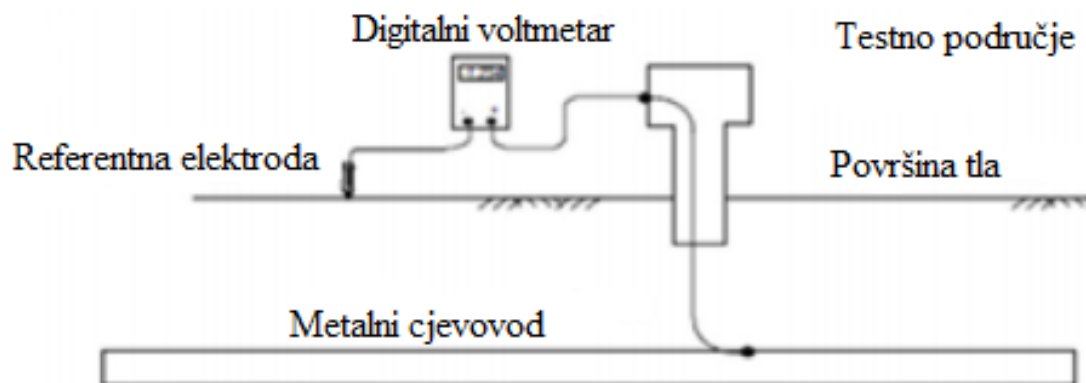 Digitalni voltmetar
Testno područje
Referentna elektroda
Površina tla
Metalni cjevovod